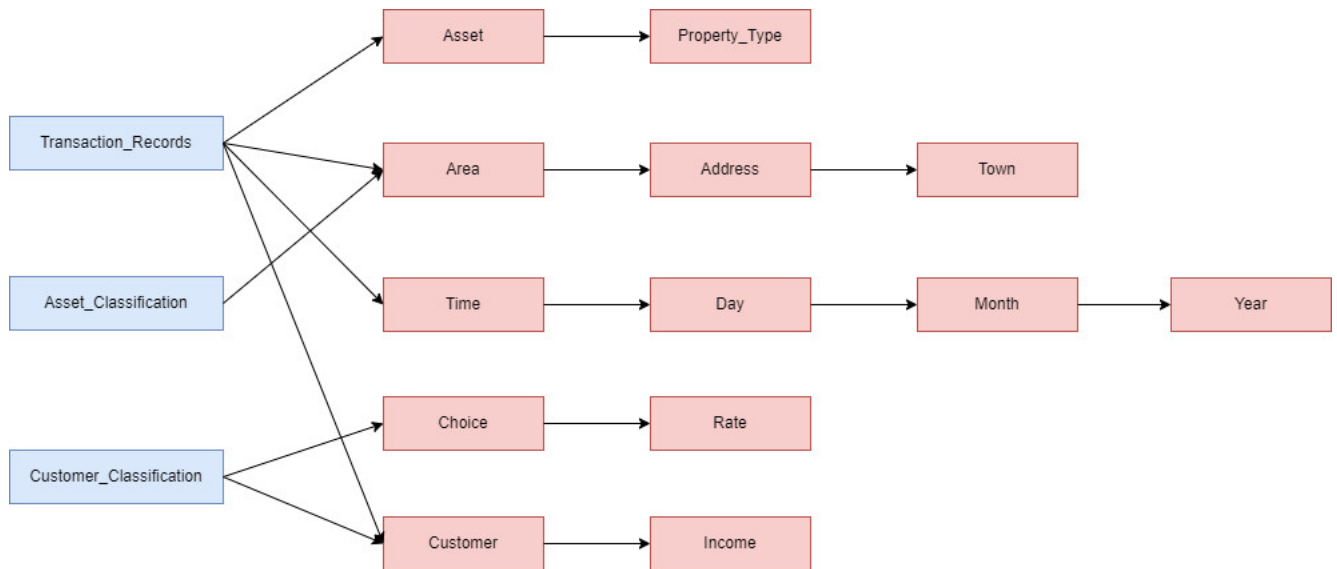 Asset
Property_Type
Transaction_Records
Area
Address
Town
Asset_Classification
Time
Day
Month
Year
Choice
Rate
Customer_Classification
Customer
Income